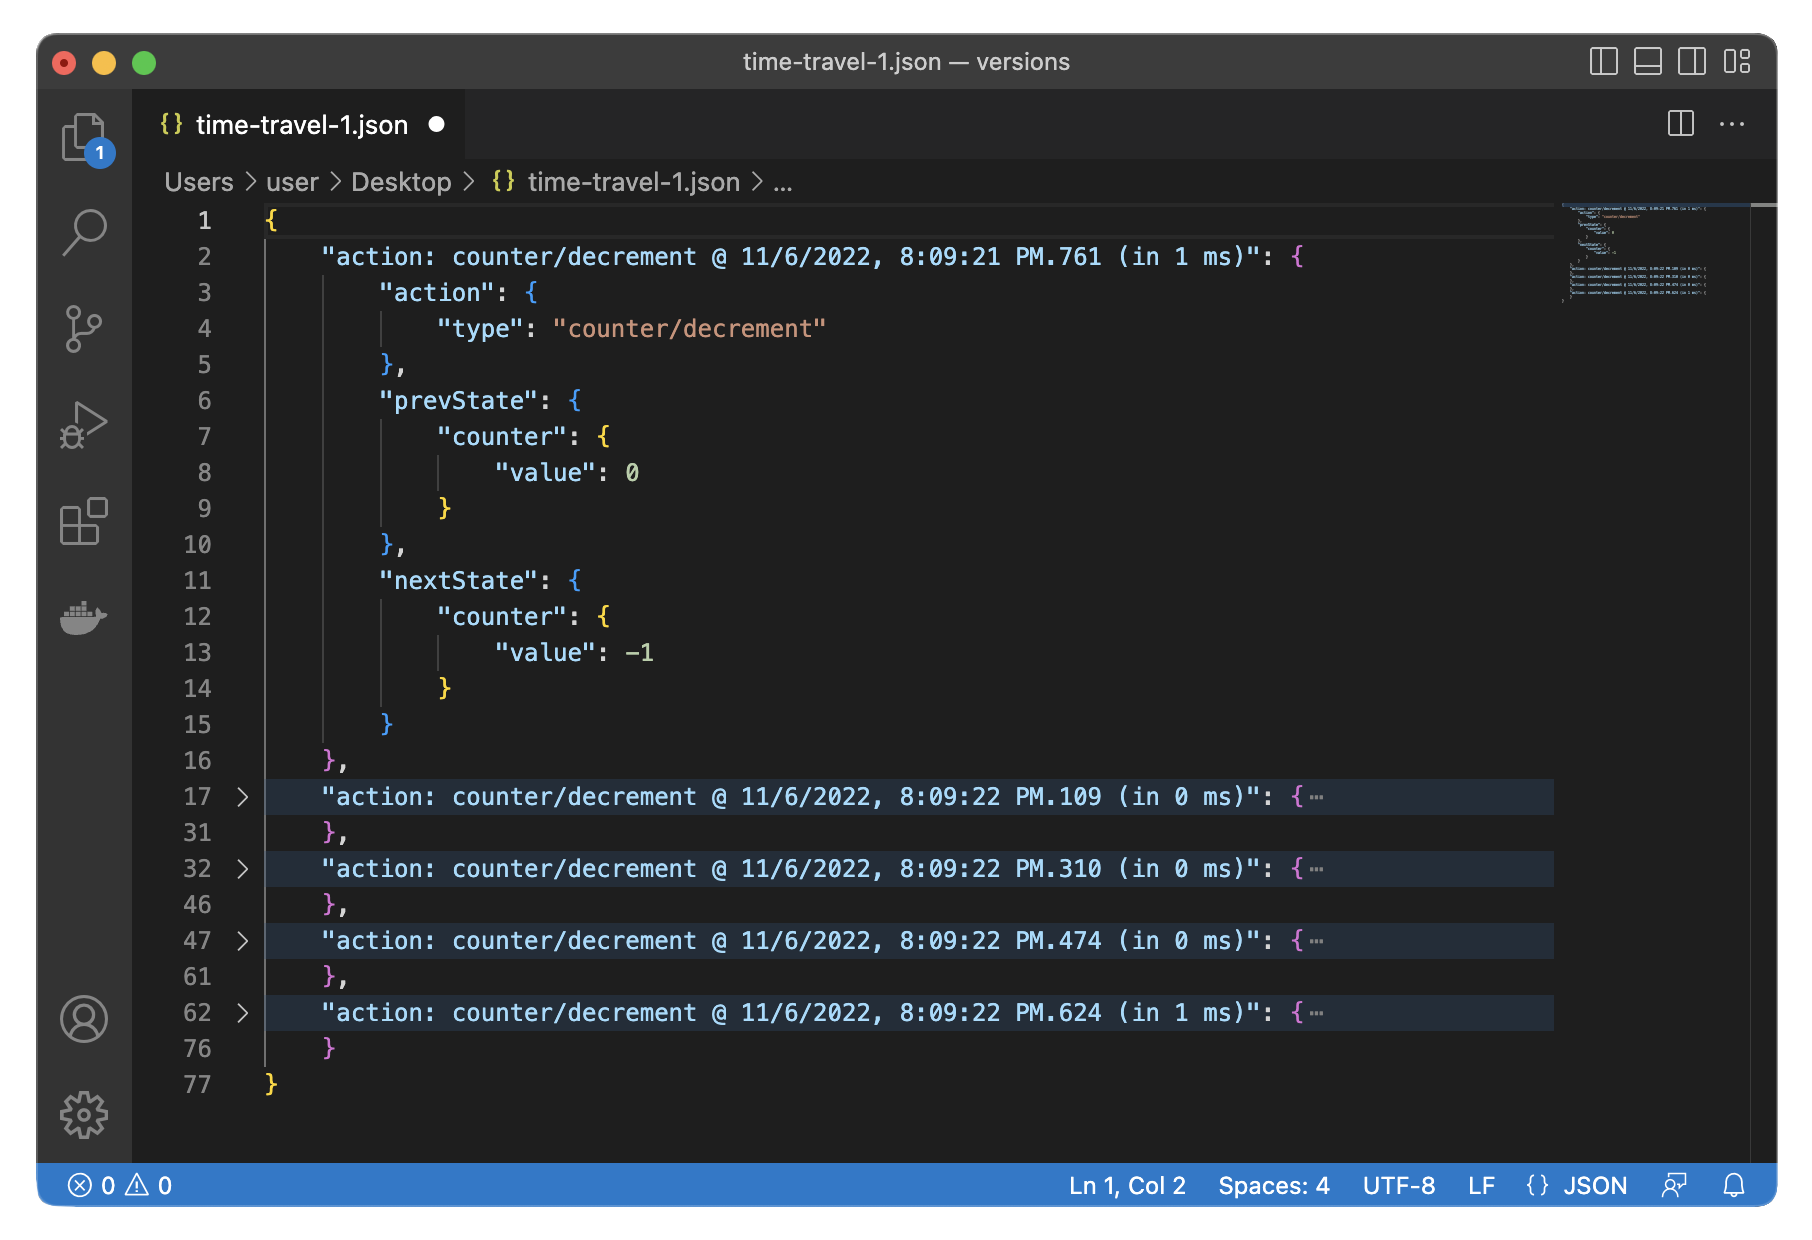 time-travel-1.json — versions
{} time-travel-1.json
1
Users > user > Desktop > {} time-travel-1.json > ...
1 {
2 "action: counter/decrement @ 11/6/2022, 8:09:21 PM.761 (in 1 ms)": {
3 "action": {
4 "type": "counter/decrement"
5 },
6 "prevState": {
7 "counter": {
8 "value": 0
9 }
10 },
11 "nextState": {
12 "counter": {
13 "value": -1
14 }
15 }
16 },
17 > "action: counter/decrement @ 11/6/2022, 8:09:22 PM.109 (in 0 ms)": {…
31 },
32 > "action: counter/decrement @ 11/6/2022, 8:09:22 PM.310 (in 0 ms)": {…
46 },
47 > "action: counter/decrement @ 11/6/2022, 8:09:22 PM.474 (in 0 ms)": {…
61 },
62 > "action: counter/decrement @ 11/6/2022, 8:09:22 PM.624 (in 1 ms)": {…
76 }
77 }
0 0 Ln 1, Col 2 Spaces: 4 UTF-8 LF {} JSON